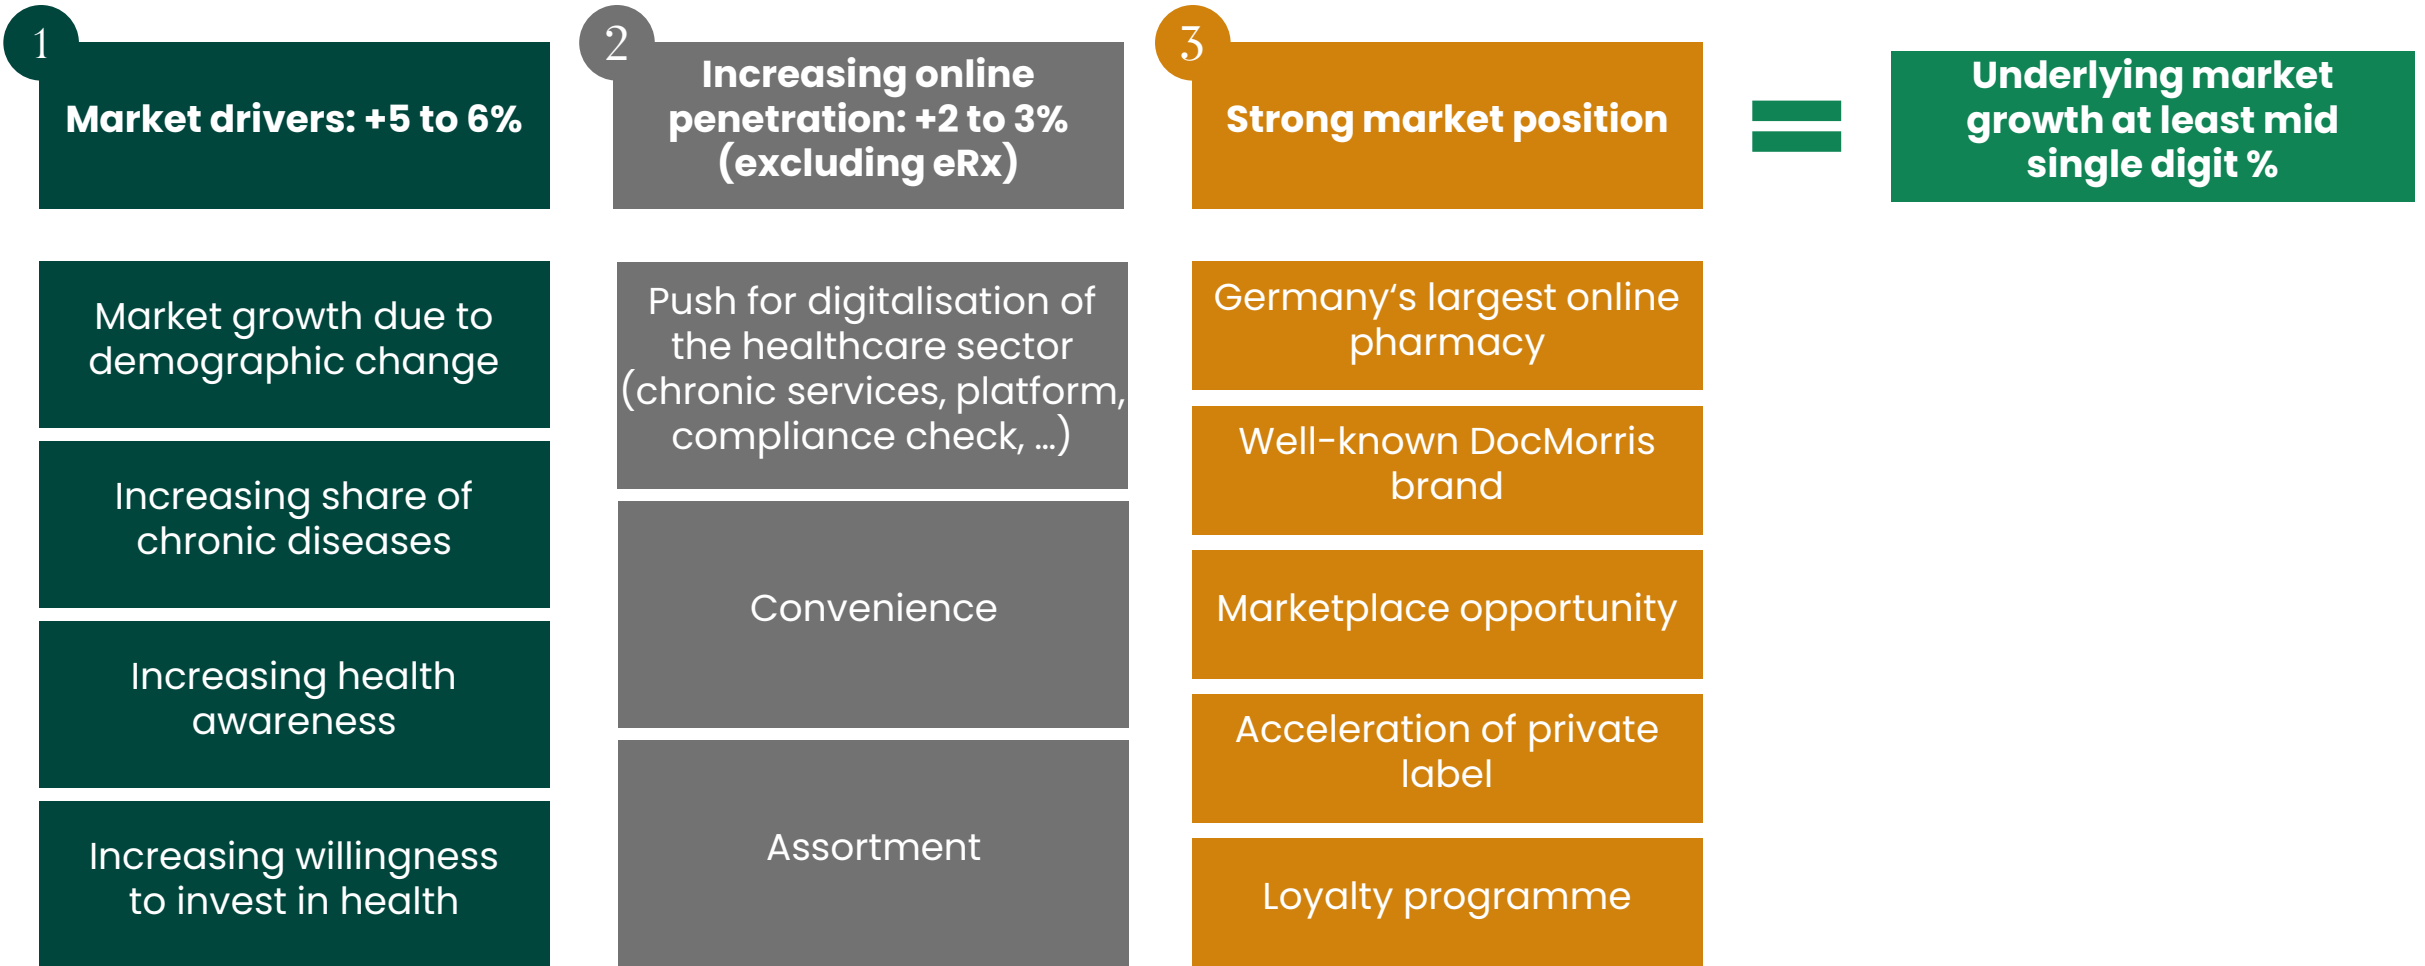 1
Market drivers: +5 to 6%
Market growth due to
demographic change
Increasing share of
chronic diseases
Increasing health
awareness
Increasing willingness
to invest in health
2
Increasing online
penetration: +2 to 3%
(excluding eRx)
Push for digitalisation of
the healthcare sector
(chronic services, platform,
compliance check, …)
Convenience
Assortment
3
Strong market position
Germany‘s largest online
pharmacy
Well-known DocMorris
brand
Marketplace opportunity
Acceleration of private
label
Loyalty programme
=
Underlying market
growth at least mid
single digit %